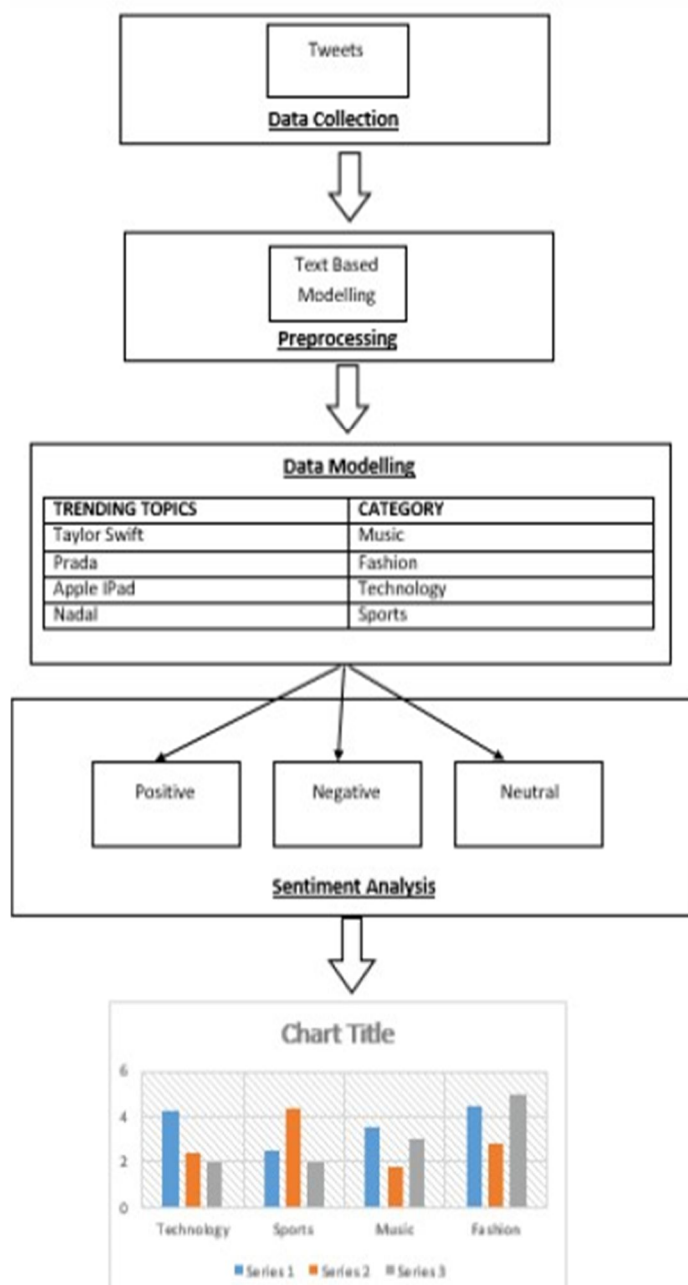 Tweets
Data Collection
Text Based
Modelling
Preprocessing
Data Modelling
TRENDING TOPICS CATEGORY
Taylor Swift Music
Prada Fashion
Apple IPad Technology
Nadal Sports
Positive Negative Neutral
Sentiment Analysis
Chart Title
6
4
2
0
Technology Sports Music Fashion
Series 1 Series 2 Series 3